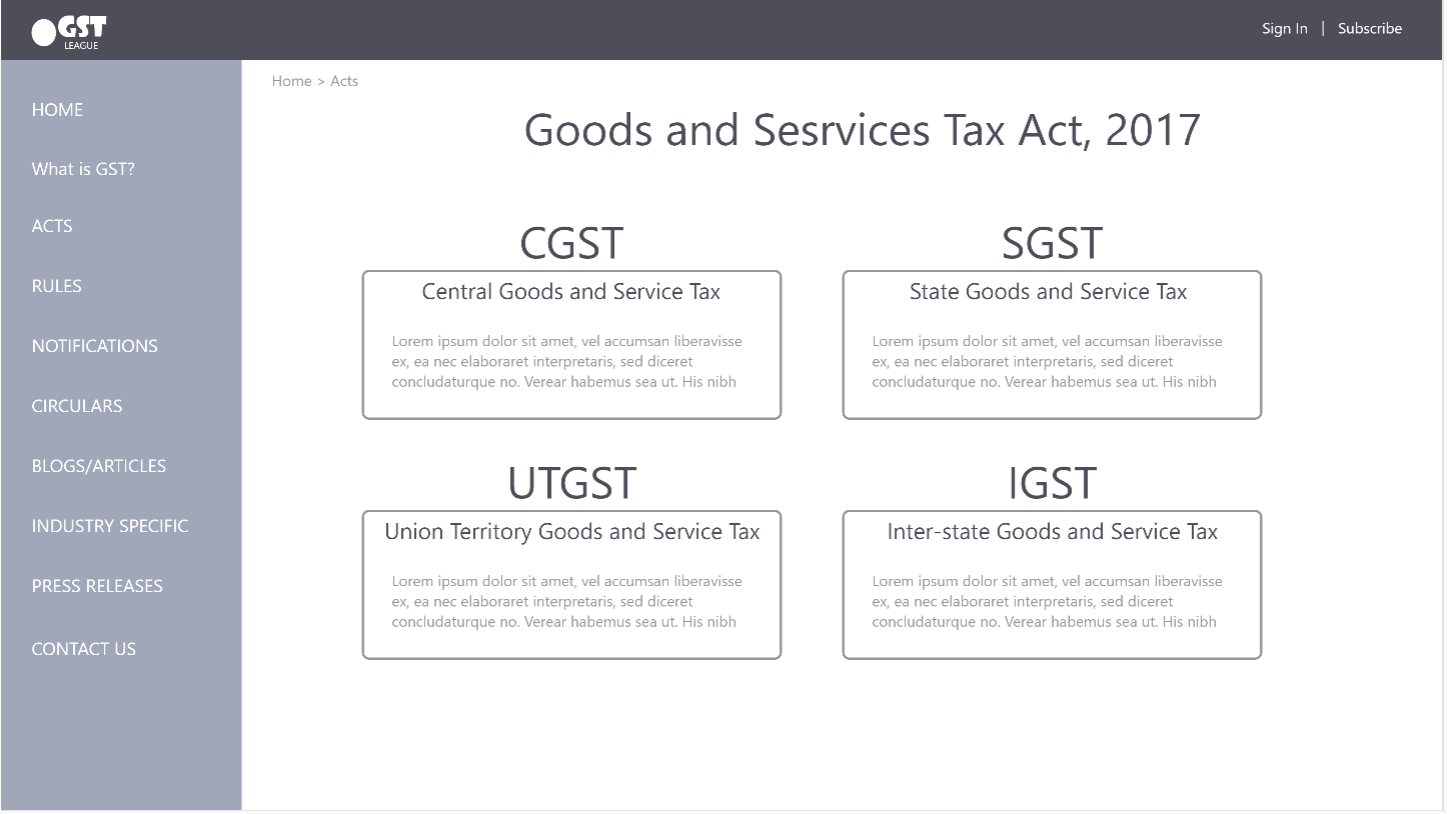 GST
LEAGUE
Sign In | Subscribe
HOME
What is GST?
ACTS
RULES
NOTIFICATIONS
CIRCULARS
BLOGS/ARTICLES
INDUSTRY SPECIFIC
PRESS RELEASES
CONTACT US
Home > Acts
Goods and Sesrvices Tax Act, 2017
CGST
Central Goods and Service Tax
Lorem ipsum dolor sit amet, vel accumsan liberavisse
ex, ea nec elaboraret interpretaris, sed diceret
concludaturque no. Verear habemus sea ut. His nibh
SGST
State Goods and Service Tax
Lorem ipsum dolor sit amet, vel accumsan liberavisse
ex, ea nec elaboraret interpretaris, sed diceret
concludaturque no. Verear habemus sea ut. His nibh
UTGST
Union Territory Goods and Service Tax
Lorem ipsum dolor sit amet, vel accumsan liberavisse
ex, ea nec elaboraret interpretaris, sed diceret
concludaturque no. Verear habemus sea ut. His nibh
IGST
Inter-state Goods and Service Tax
Lorem ipsum dolor sit amet, vel accumsan liberavisse
ex, ea nec elaboraret interpretaris, sed diceret
concludaturque no. Verear habemus sea ut. His nibh